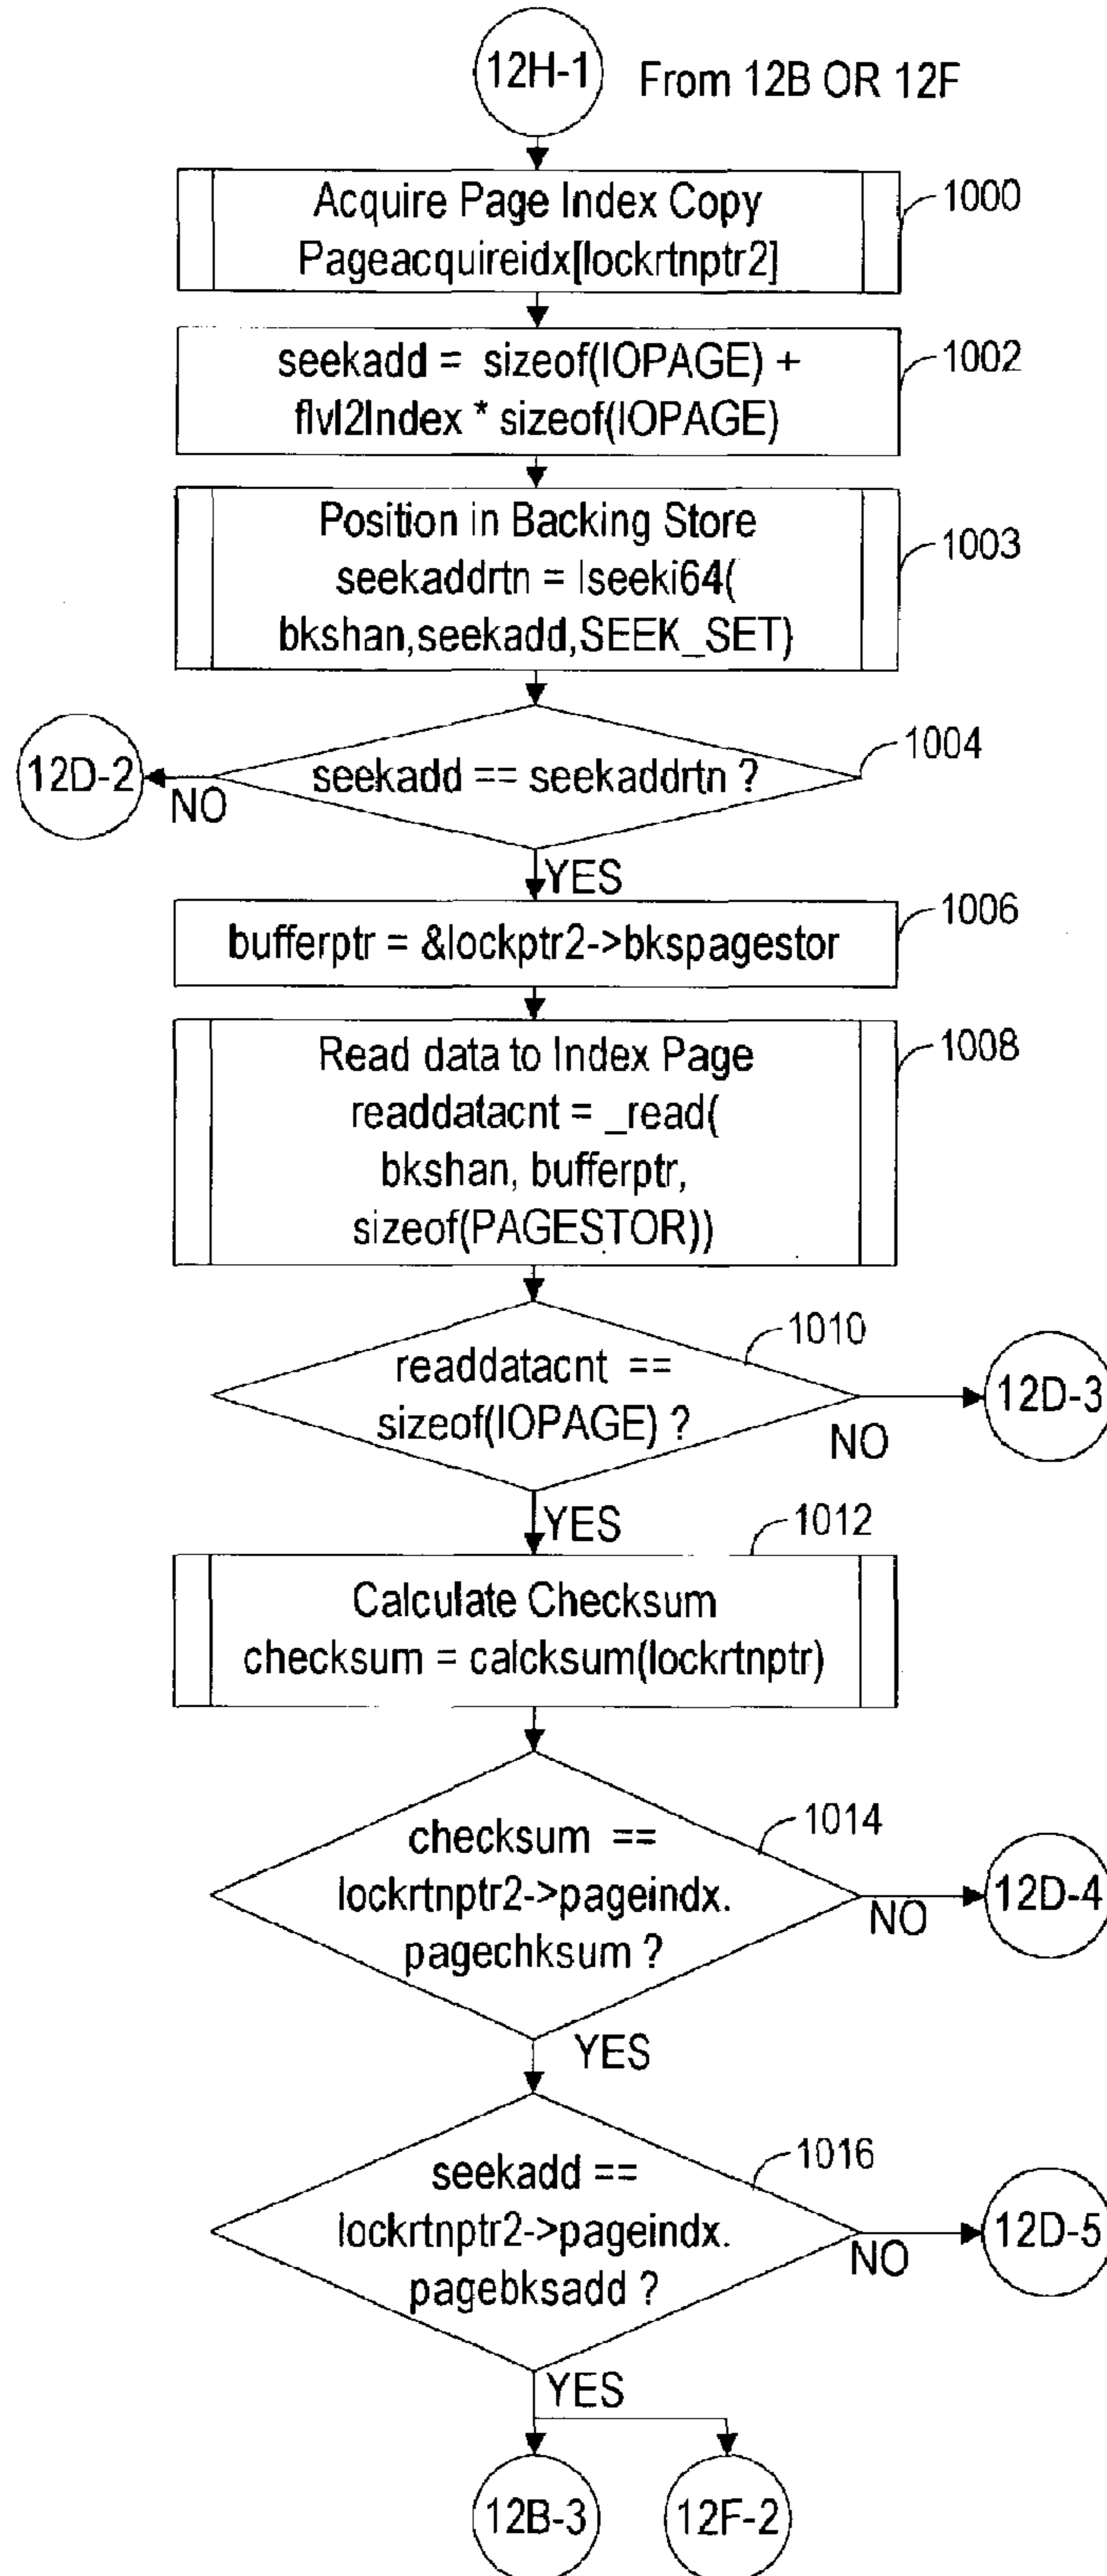 12H-1 From 12B OR 12F
Acquire Page Index Copy
Pageacquireidx[lockrtnptr2]
1000
seekadd = sizeof(IOPAGE) +
flvl2Index * sizeof(IOPAGE)
1002
Position in Backing Store
seekaddrtn = lseeki64(
bkshan,seekadd,SEEK_SET)
1003
seekadd == seekaddrtn ?
1004
12D-2
NO
YES
bufferptr = &lockptr2->bkspagestor
1006
Read data to Index Page
readdatacnt = _read(
bkshan, bufferptr,
sizeof(PAGESTOR))
1008
readdatacnt ==
sizeof(IOPAGE) ?
1010
12D-3
NO
YES
1012
Calculate Checksum
checksum = calcksum(lockrtnptr)
checksum ==
lockrtnptr2->pageindx.
pagechksum ?
1014
12D-4
NO
YES
seekadd ==
lockrtnptr2->pageindx.
pagebksadd ?
1016
12D-5
NO
YES
12B-3
12F-2